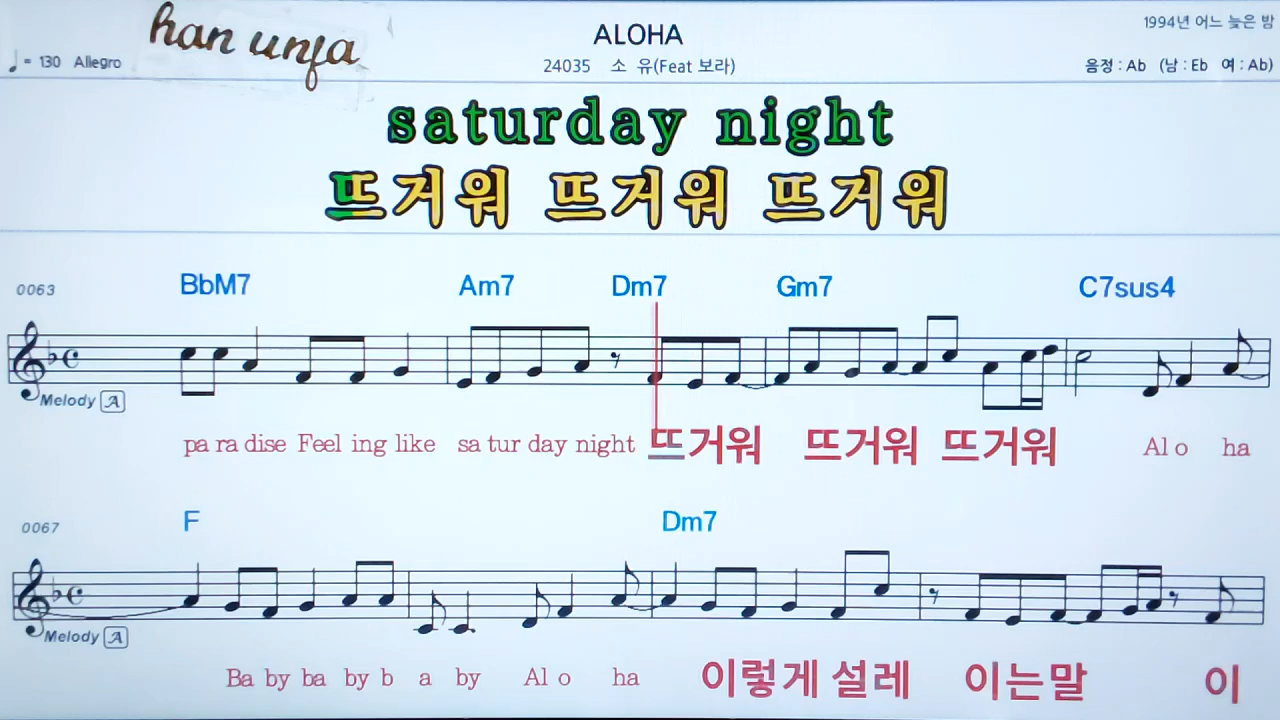 han unja
ALOHA
1994년 어느 늦은 밤
♩= 130 Allegro
24035 소 유(Feat 보라)
음정 : Ab (남 : Eb 여 : Ab)
saturday night
뜨거워 뜨거워 뜨거워
0063 BbM7 Am7 Dm7 Gm7 C7sus4
Melody A
pa ra dise Feel ing like sa tur day night 뜨거워 뜨거워 뜨거워 Al o ha
0067 F Dm7
Melody A
Ba by ba by b a by Al o ha 이렇게 설레 이는말 이